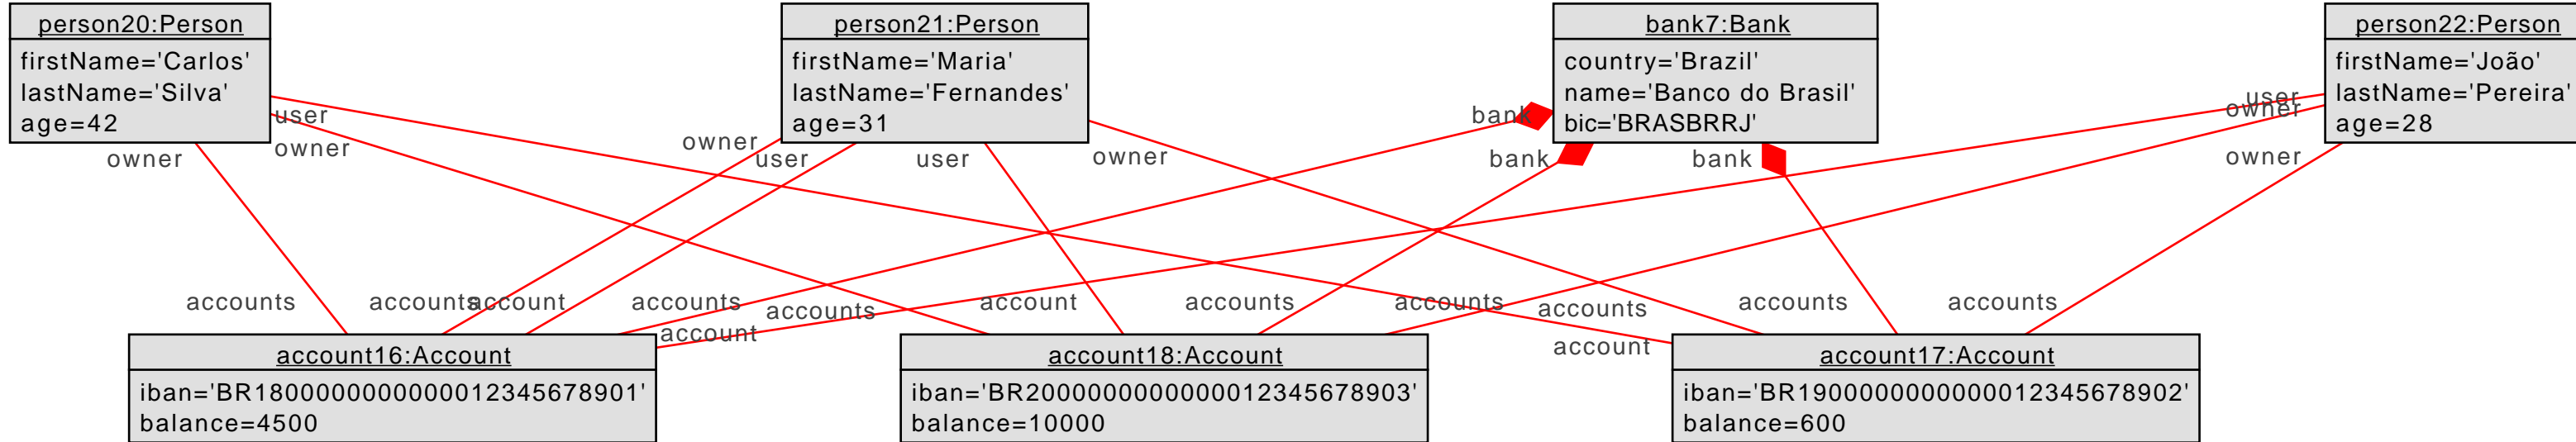 person20:Person
firstName='Carlos'
lastName='Silva'
age=42
person21:Person
firstName='Maria'
lastName='Fernandes'
age=31
bank7:Bank
country='Brazil'
name='Banco do Brasil'
bic='BRASBRRJ'
person22:Person
firstName='João'
lastName='Pereira'
age=28
user
owner
owner
owner
user
user
owner
bank
bank
bank
user
owner
owner
accounts
accounts
account
accounts
account
accounts
account
accounts
accounts
accounts
account
accounts
accounts
account16:Account
iban='BR18000000000000012345678901'
balance=4500
account18:Account
iban='BR20000000000000012345678903'
balance=10000
account17:Account
iban='BR19000000000000012345678902'
balance=600